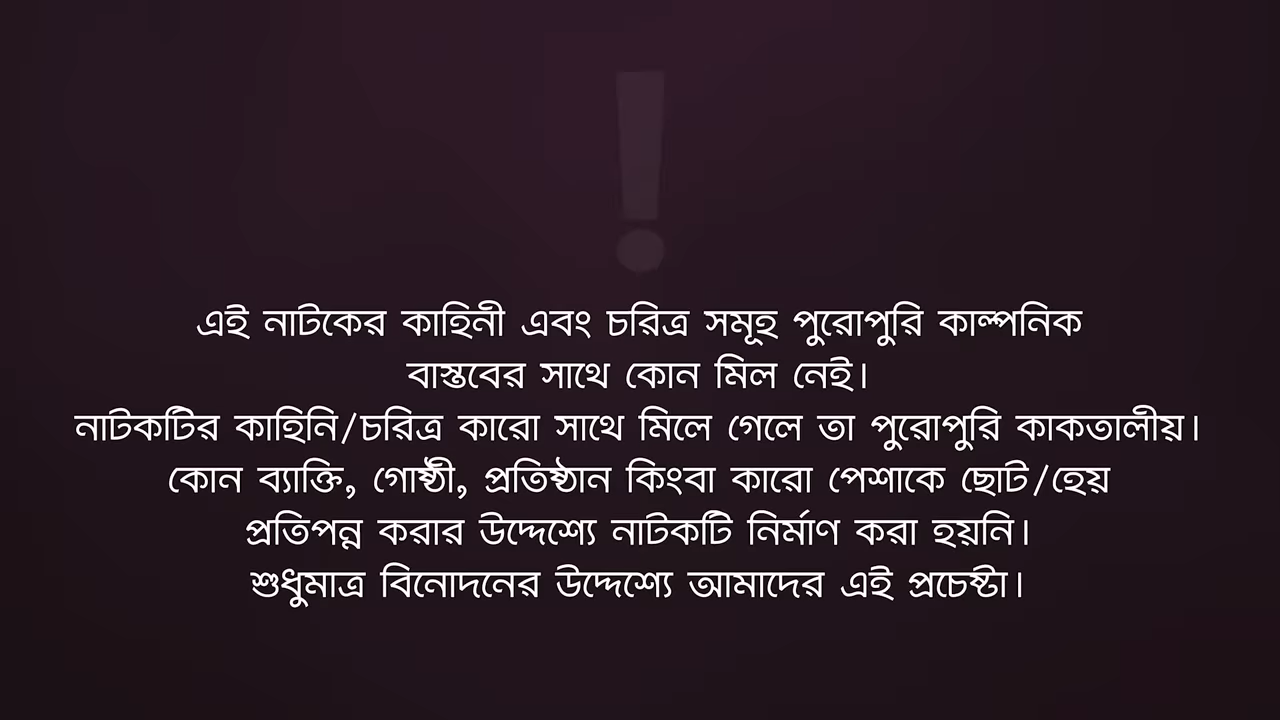 এই নাটকের কাহিনী এবং চরিত্র সমূহ পুরোপুরি কাল্পনিক
বাস্তবের সাথে কোন মিল নেই।
নাটকটির কাহিনি/চরিত্র কারো সাথে মিলে গেলে তা পুরোপুরি কাকতালীয়।
কোন ব্যাক্তি, গোষ্ঠী, প্রতিষ্ঠান কিংবা কারো পেশাকে ছোট/হেয়
প্রতিপন্ন করার উদ্দেশ্যে নাটকটি নির্মাণ করা হয়নি।
শুধুমাত্র বিনোদনের উদ্দেশ্যে আমাদের এই প্রচেষ্টা।